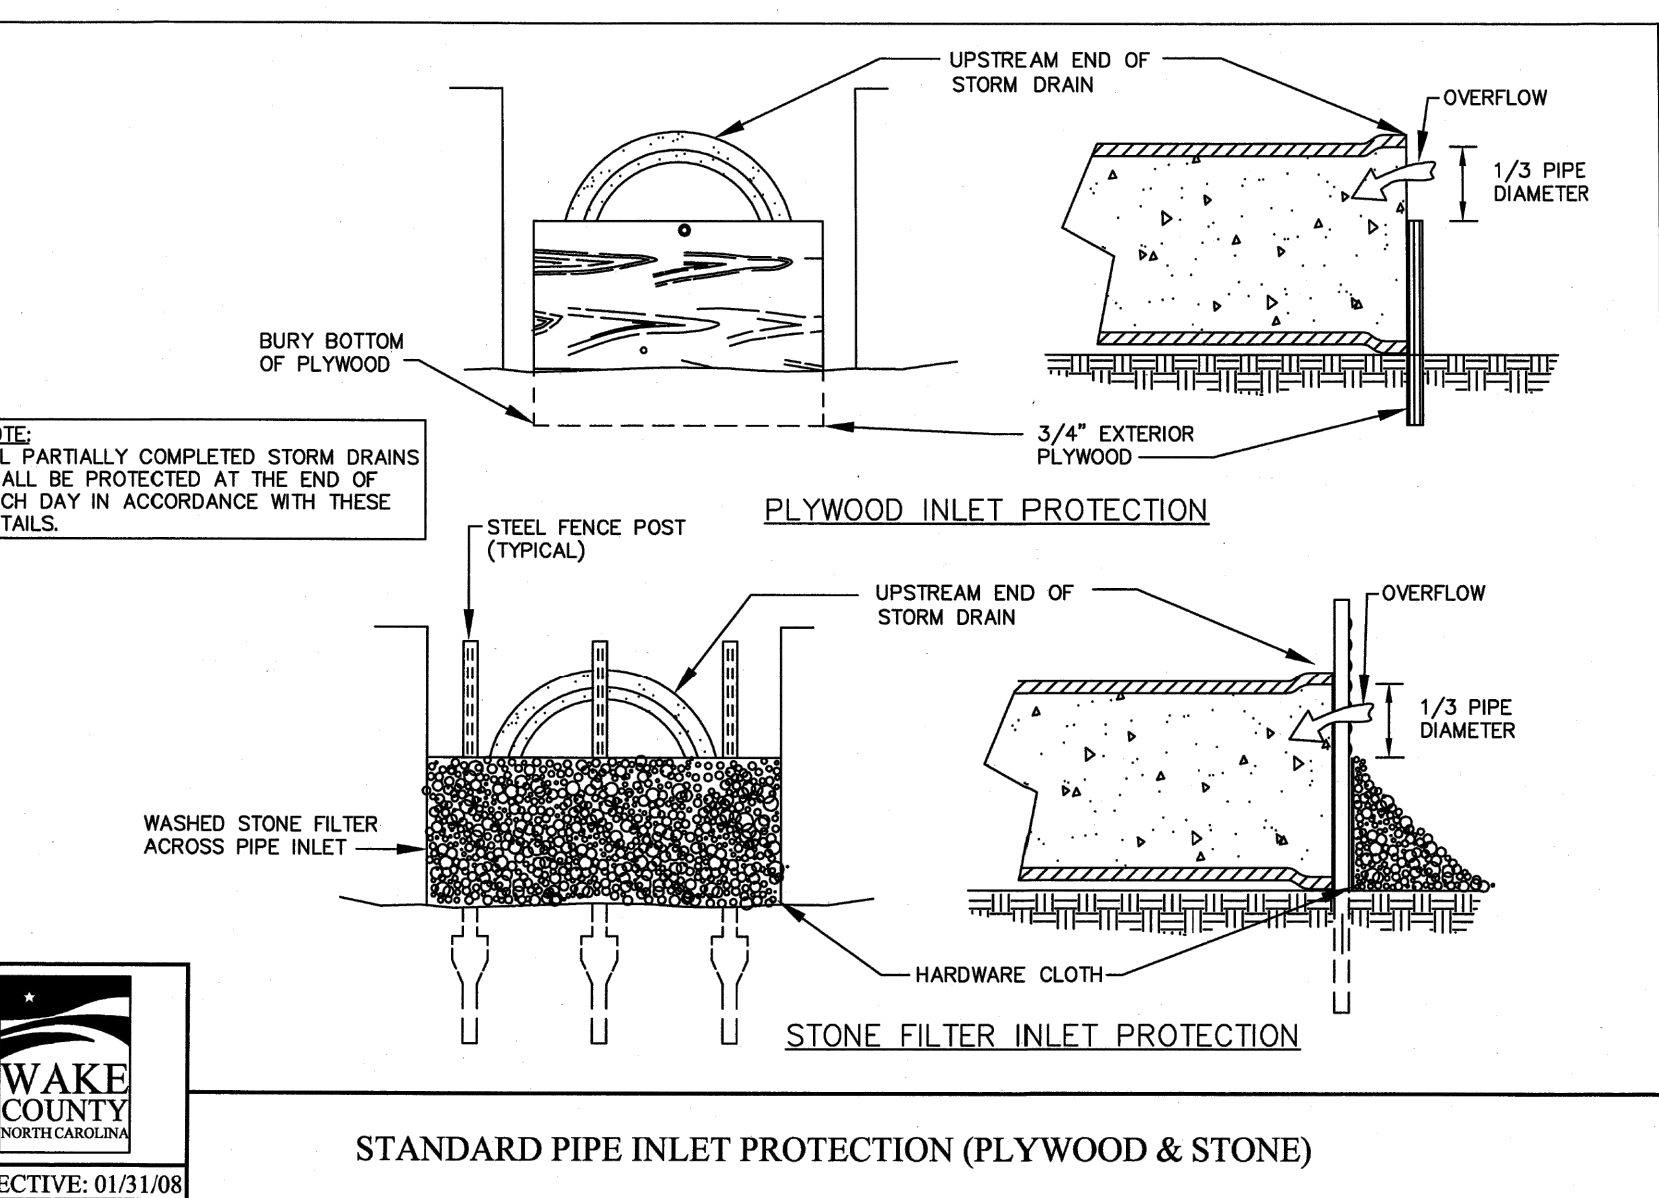 UPSTREAM END OF
STORM DRAIN
OVERFLOW
1/3 PIPE
DIAMETER
BURY BOTTOM
OF PLYWOOD
3/4" EXTERIOR
PLYWOOD
OTE:
L PARTIALLY COMPLETED STORM DRAINS
ALL BE PROTECTED AT THE END OF
CH DAY IN ACCORDANCE WITH THESE
TAILS.
PLYWOOD INLET PROTECTION
STEEL FENCE POST
(TYPICAL)
UPSTREAM END OF
STORM DRAIN
OVERFLOW
1/3 PIPE
DIAMETER
WASHED STONE FILTER
ACROSS PIPE INLET
HARDWARE CLOTH
STONE FILTER INLET PROTECTION
WAKE
COUNTY
NORTH CAROLINA
STANDARD PIPE INLET PROTECTION (PLYWOOD & STONE)
ECTIVE: 01/31/08